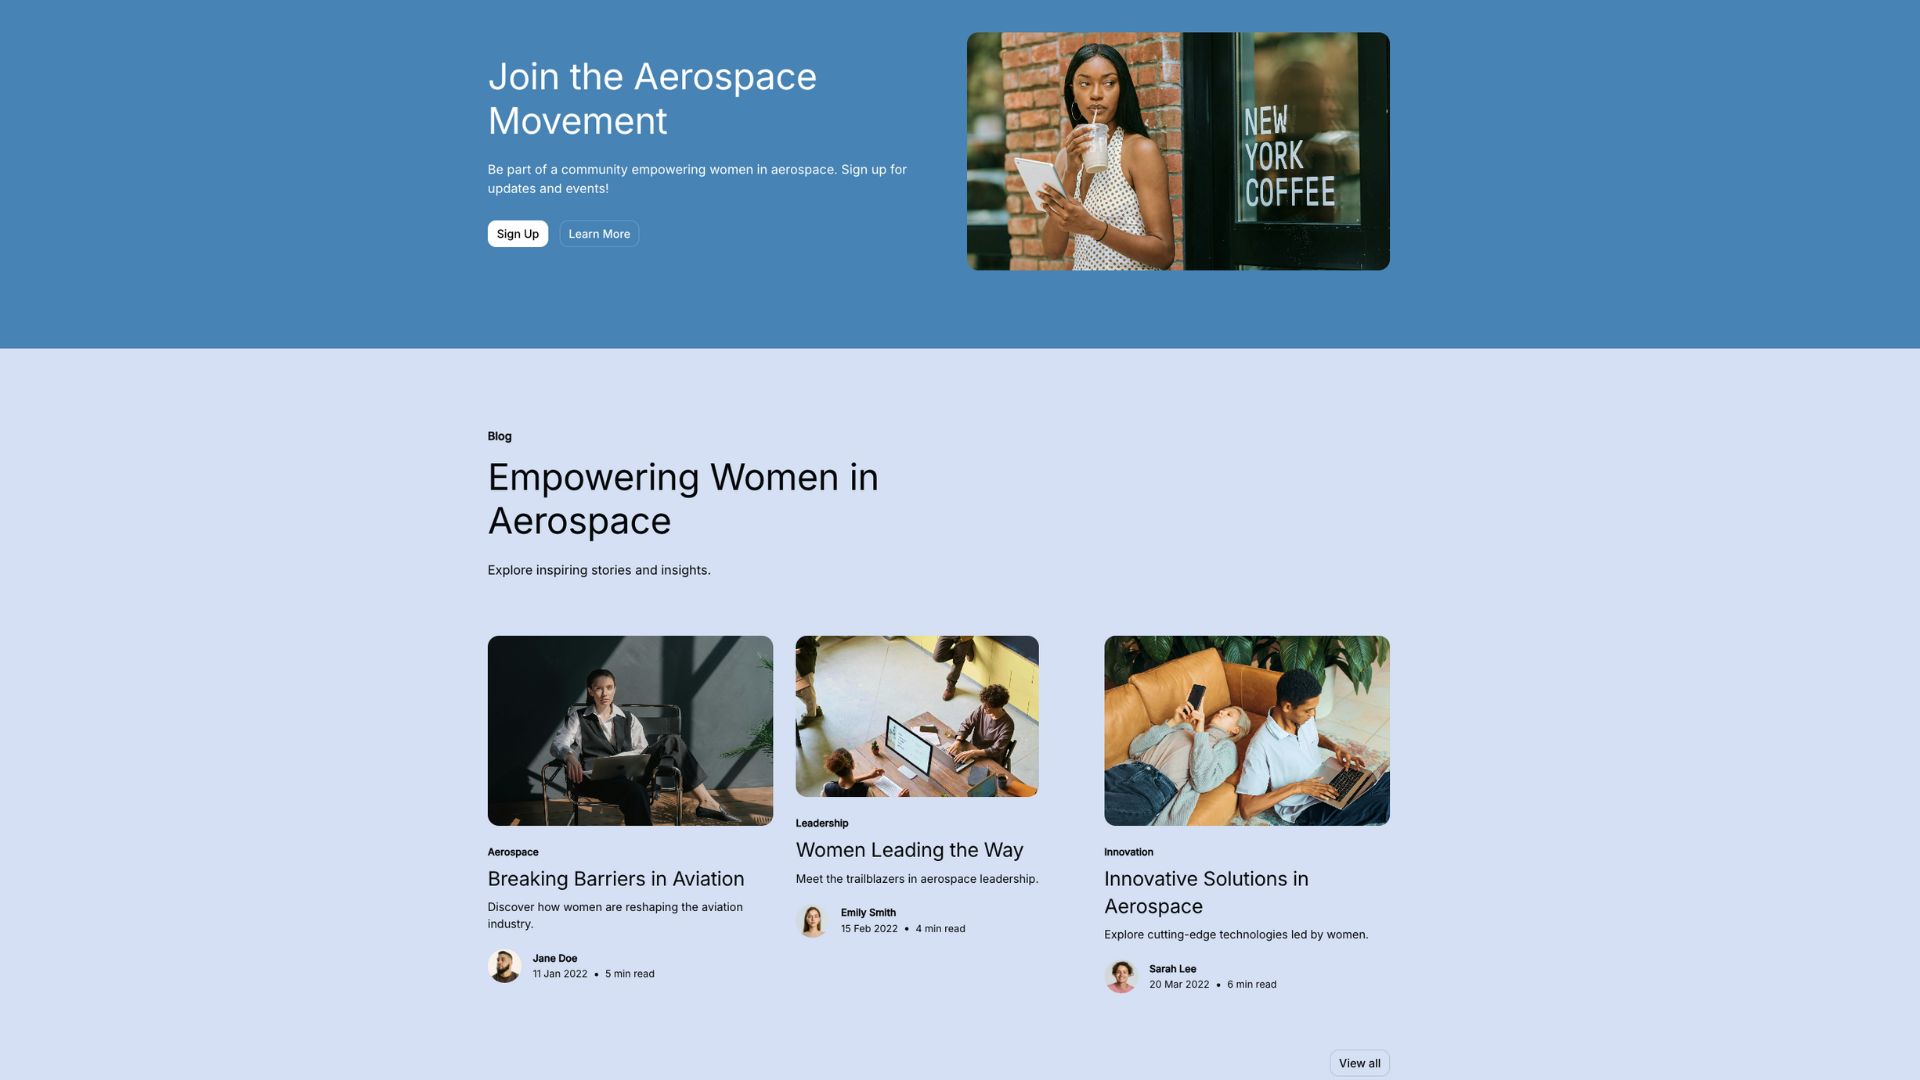 Join the Aerospace
Movement
Be part of a community empowering women in aerospace. Sign up for
updates and events!
Sign Up
Learn More
NEW
YORK
COFFEE
Blog
Empowering Women in
Aerospace
Explore inspiring stories and insights.
Aerospace
Breaking Barriers in Aviation
Discover how women are reshaping the aviation
industry.
Jane Doe
11 Jan 2022 • 5 min read
Leadership
Women Leading the Way
Meet the trailblazers in aerospace leadership.
Emily Smith
15 Feb 2022 • 4 min read
Innovation
Innovative Solutions in
Aerospace
Explore cutting-edge technologies led by women.
Sarah Lee
20 Mar 2022 • 6 min read
View all